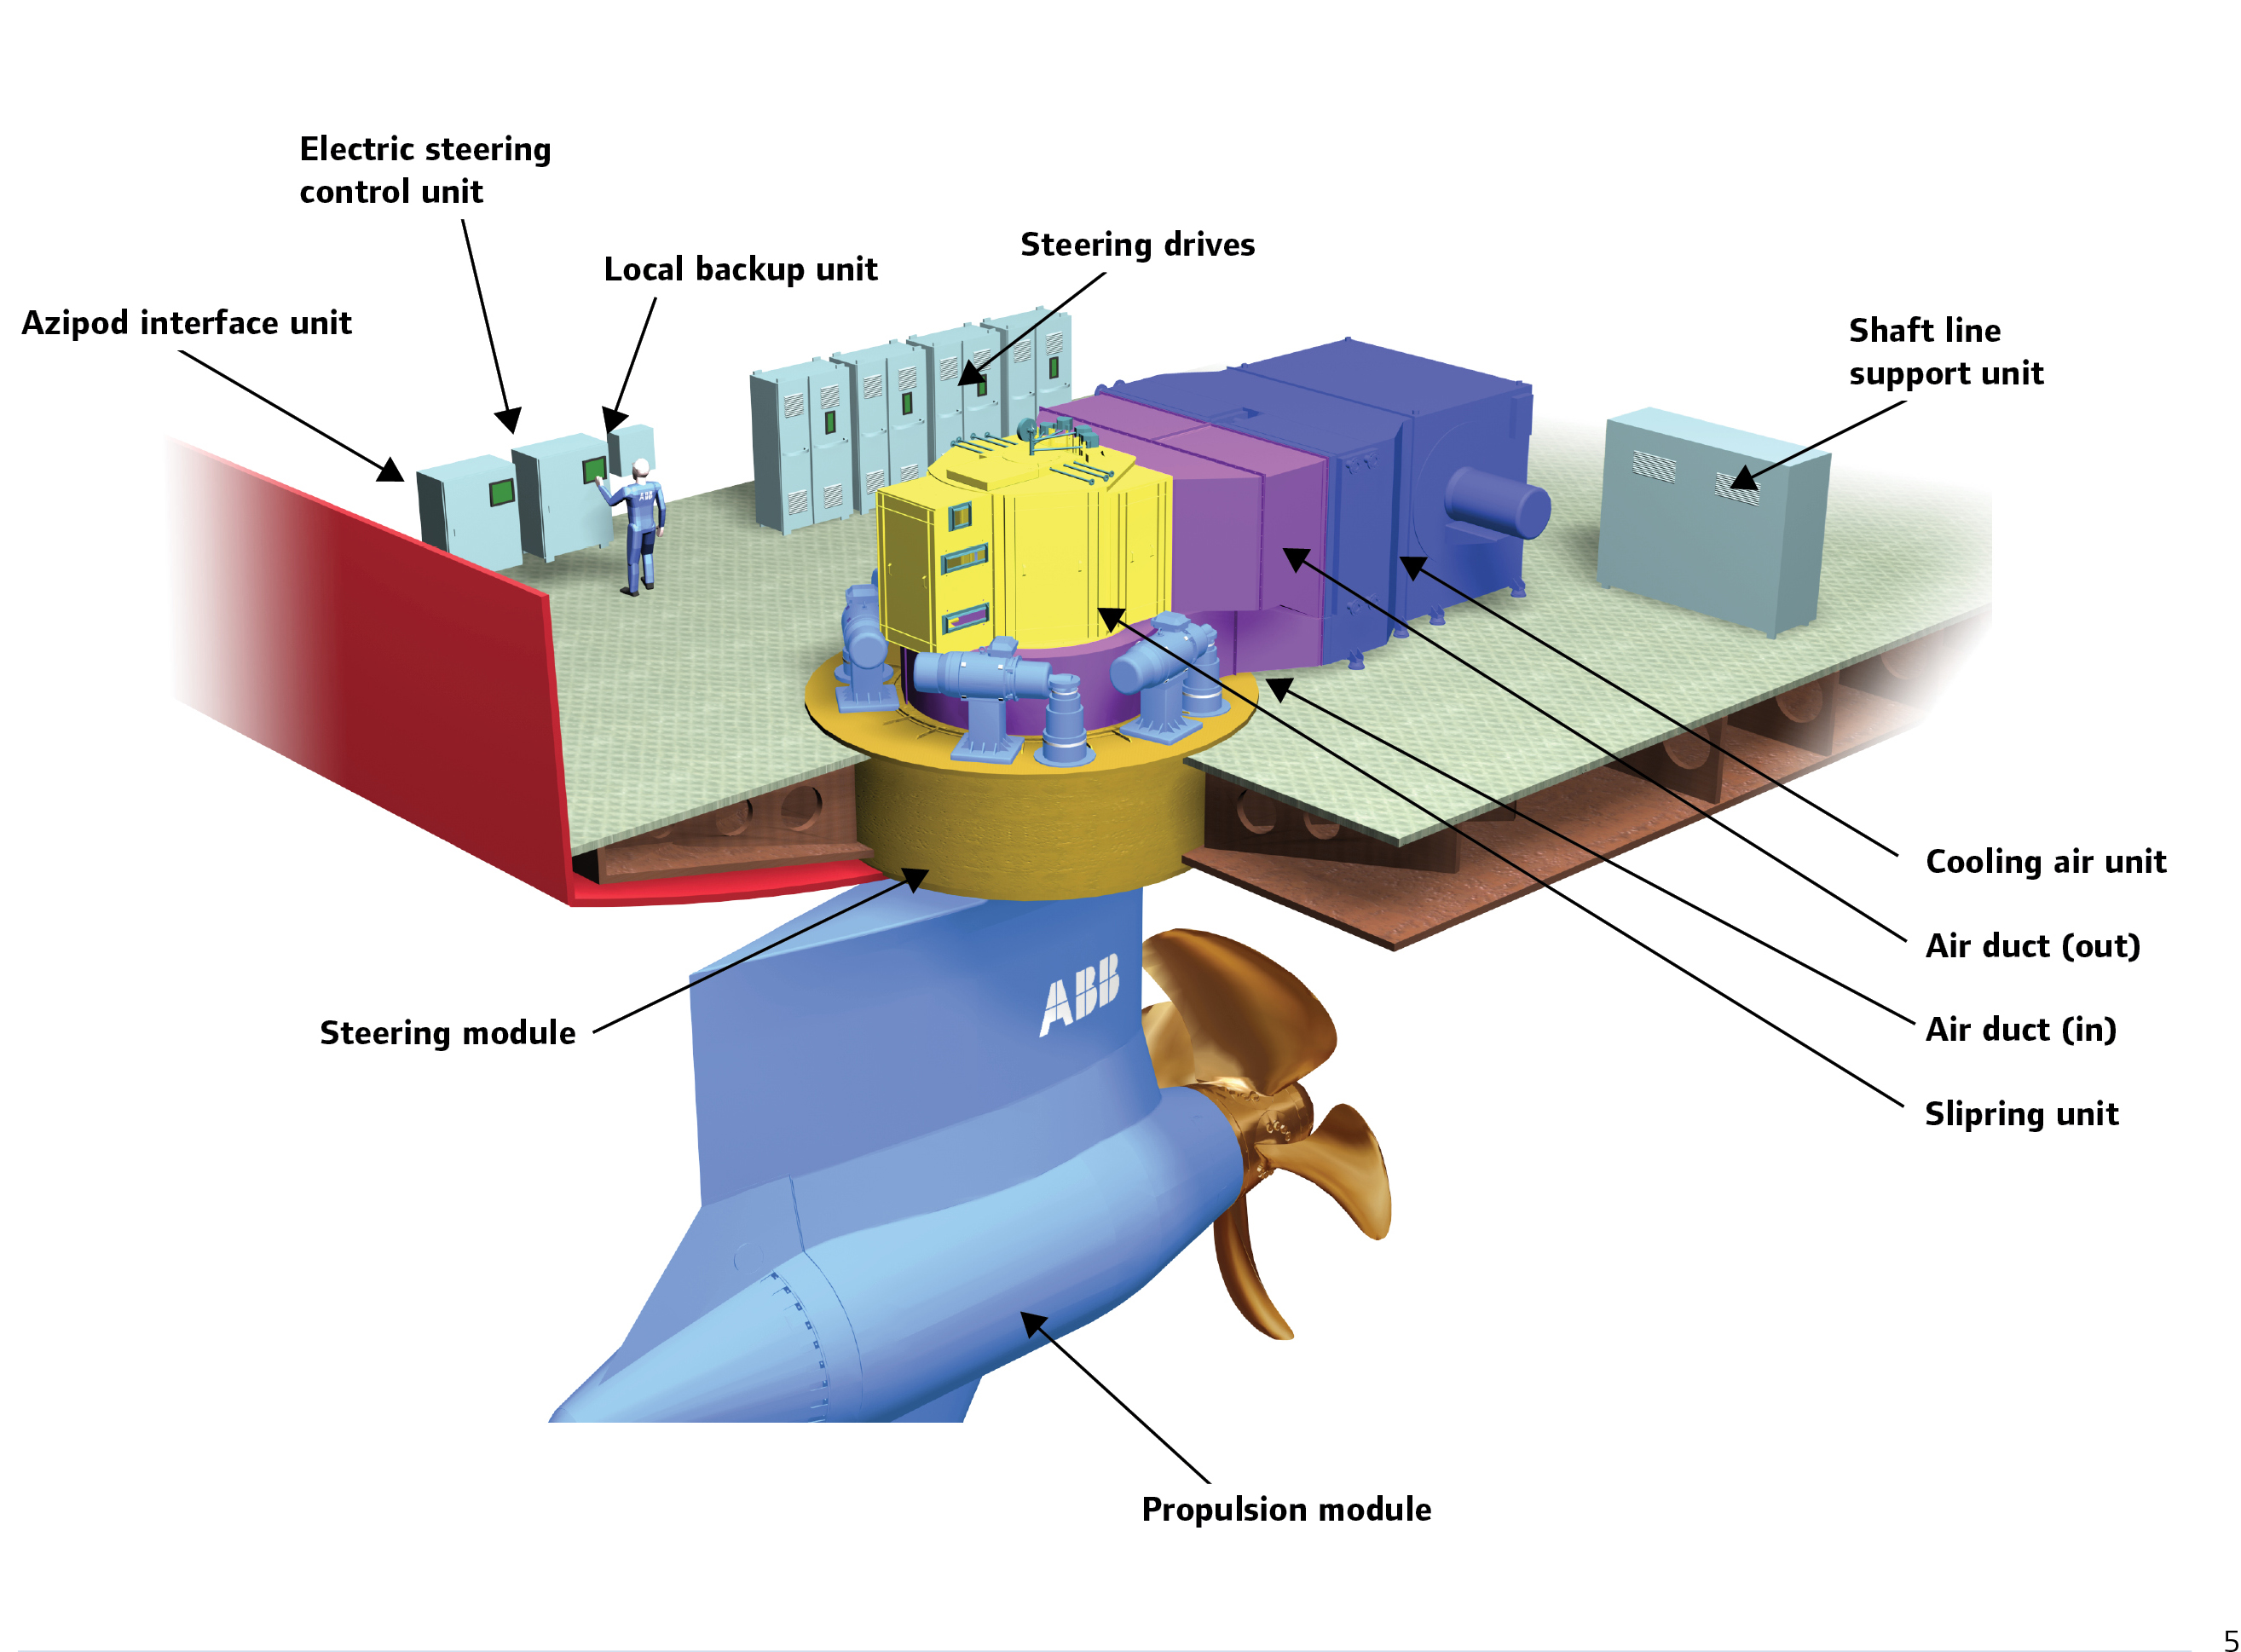 Electric steering
control unit
Steering drives
Local backup unit
Azipod interface unit
Shaft line
support unit
ABB
Cooling air unit
Air duct (out)
ABB
Steering module
Air duct (in)
Slipring unit
Propulsion module
5